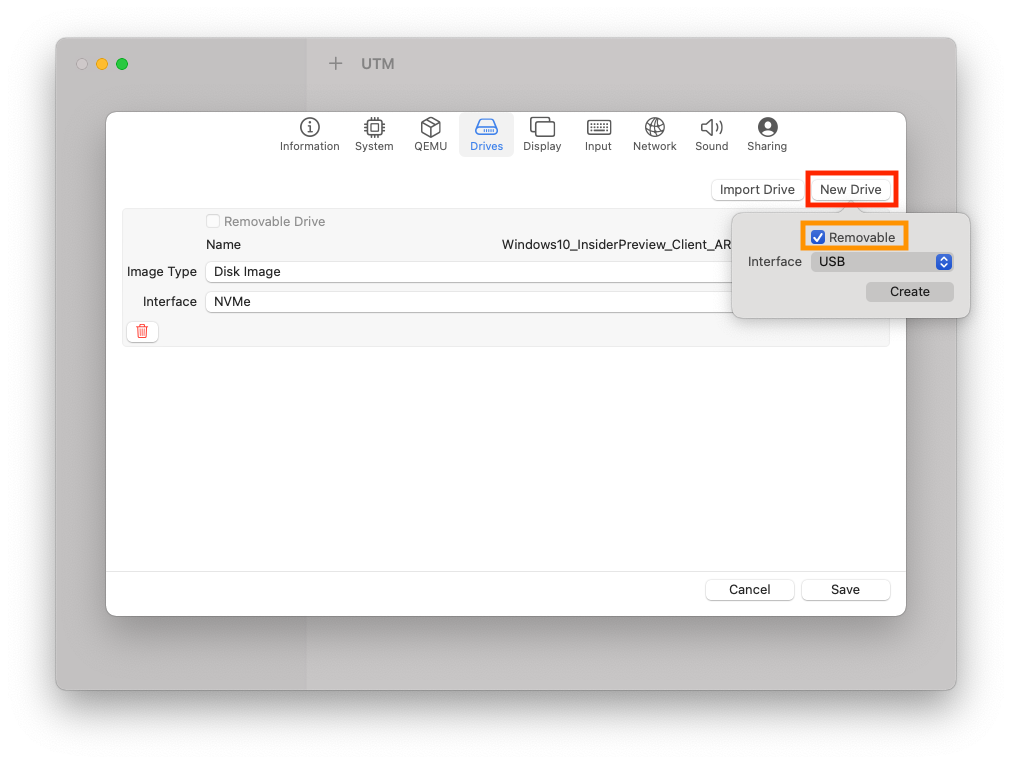 UTM
Information System QEMU Drives Display Input Network Sound Sharing
Import Drive New Drive
Removable Drive
Removable
Name Windows10_InsiderPreview_Client_AR
Interface USB
Image Type Disk Image
Create
Interface NVMe
Cancel Save